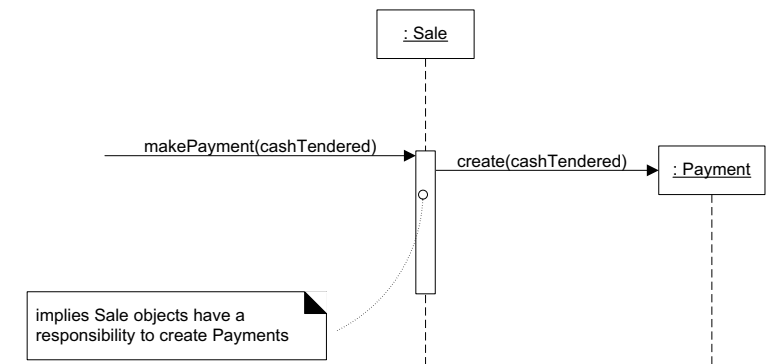 : Sale
makePayment(cashTendered)
create(cashTendered)
: Payment
implies Sale objects have a
responsibility to create Payments